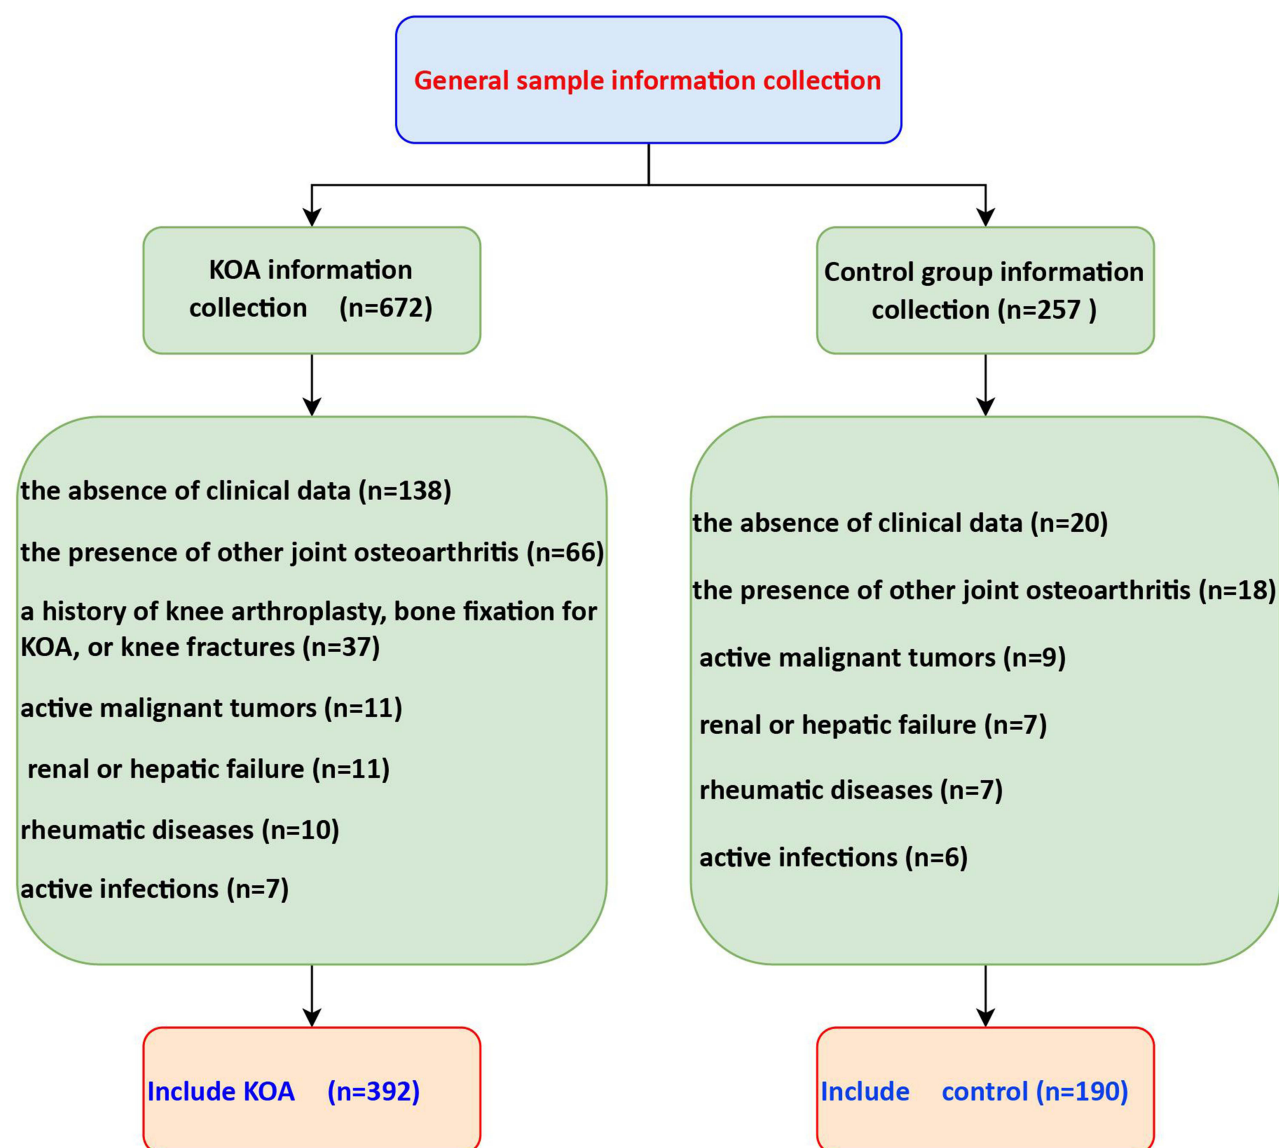 General sample information collection
KOA information
collection (n=672)
Control group information
collection (n=257 )
the absence of clinical data (n=138)
the presence of other joint osteoarthritis (n=66)
a history of knee arthroplasty, bone fixation for
KOA, or knee fractures (n=37)
active malignant tumors (n=11)
renal or hepatic failure (n=11)
rheumatic diseases (n=10)
active infections (n=7)
the absence of clinical data (n=20)
the presence of other joint osteoarthritis (n=18)
active malignant tumors (n=9)
renal or hepatic failure (n=7)
rheumatic diseases (n=7)
active infections (n=6)
Include KOA (n=392)
Include control (n=190)